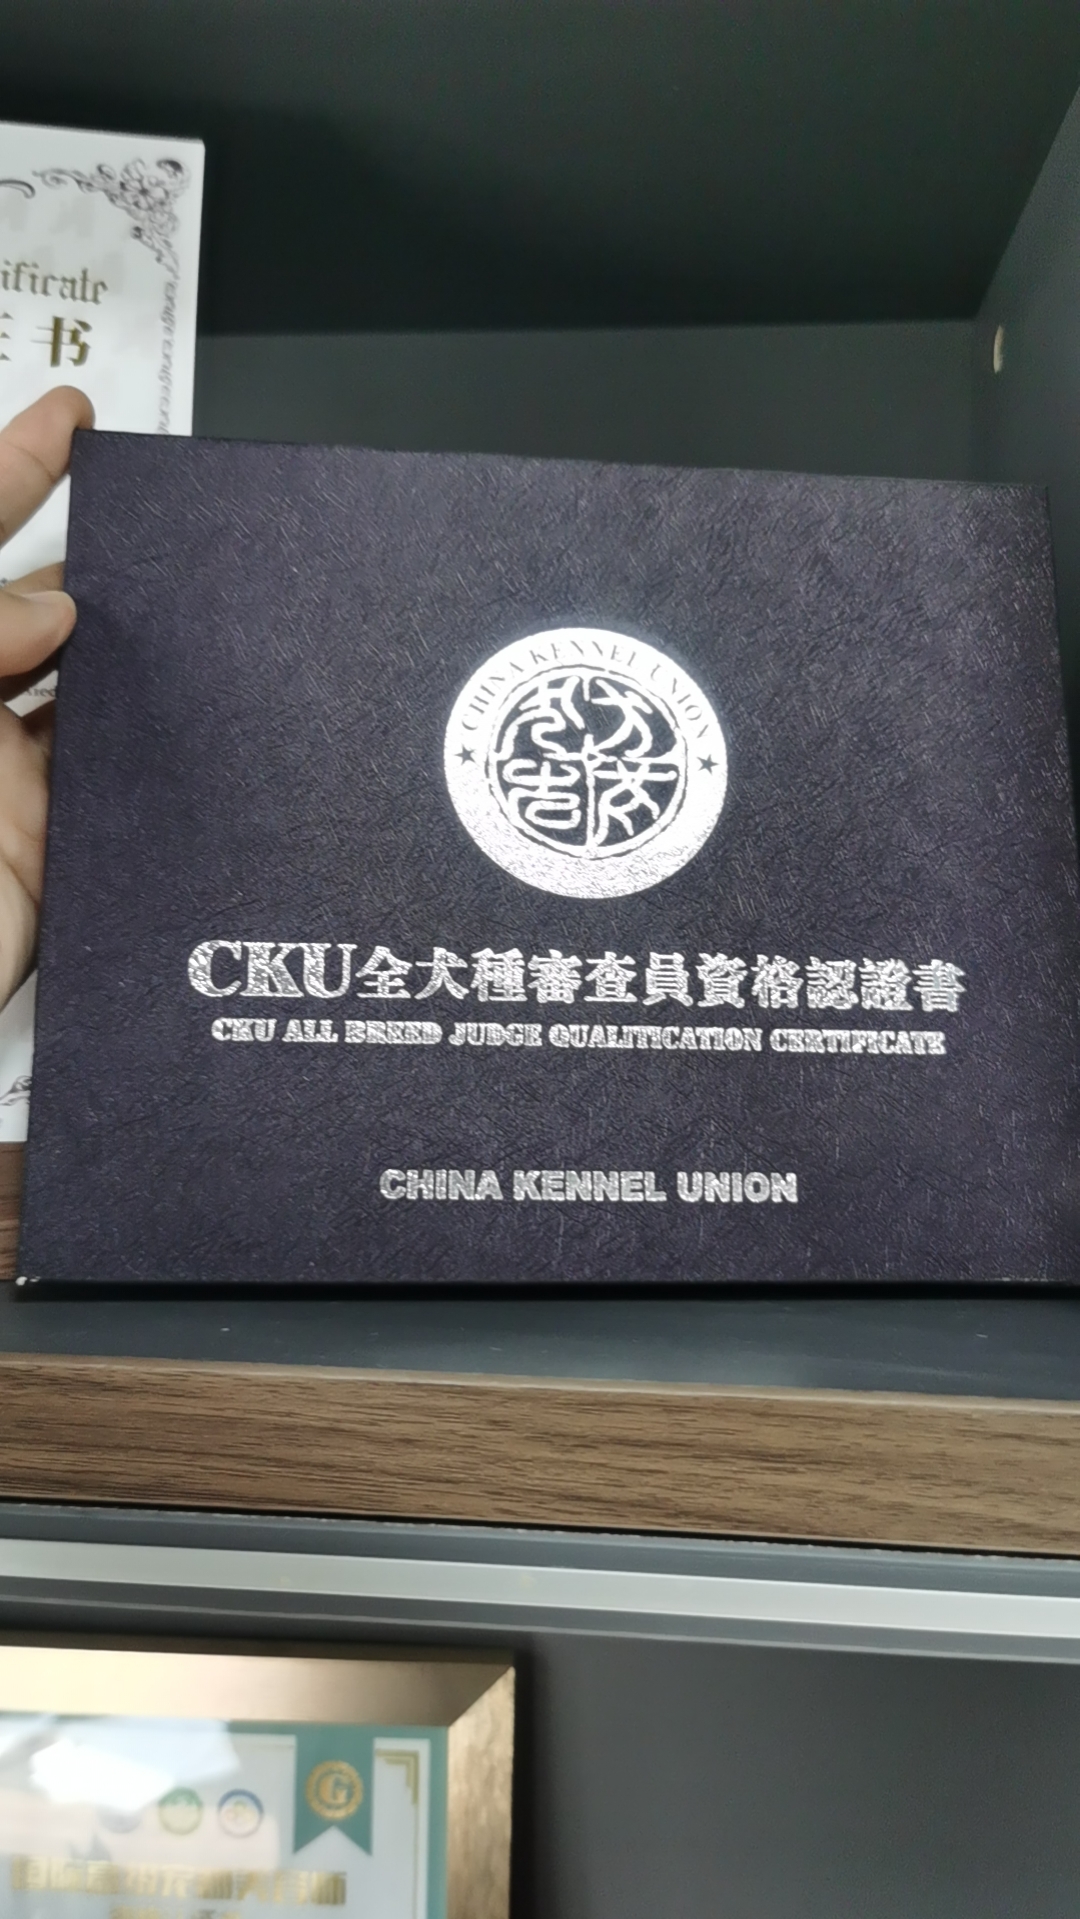 ificate
书
CHINA KENNEL UNION
CKU全犬種審查員資格認證書
CKU ALL BREED JUDGE QUALITICATION CERTIFICATE
CHINA KENNEL UNION
G